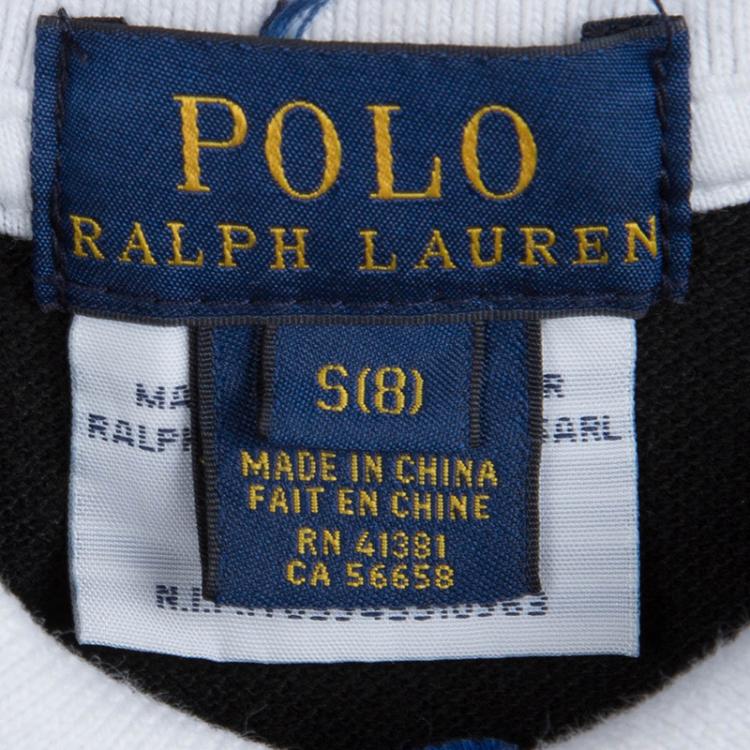 POLO
RALPH LAUREN
S(8)
MADE IN CHINA
FAIT EN CHINE
RN 41381
CA 56658